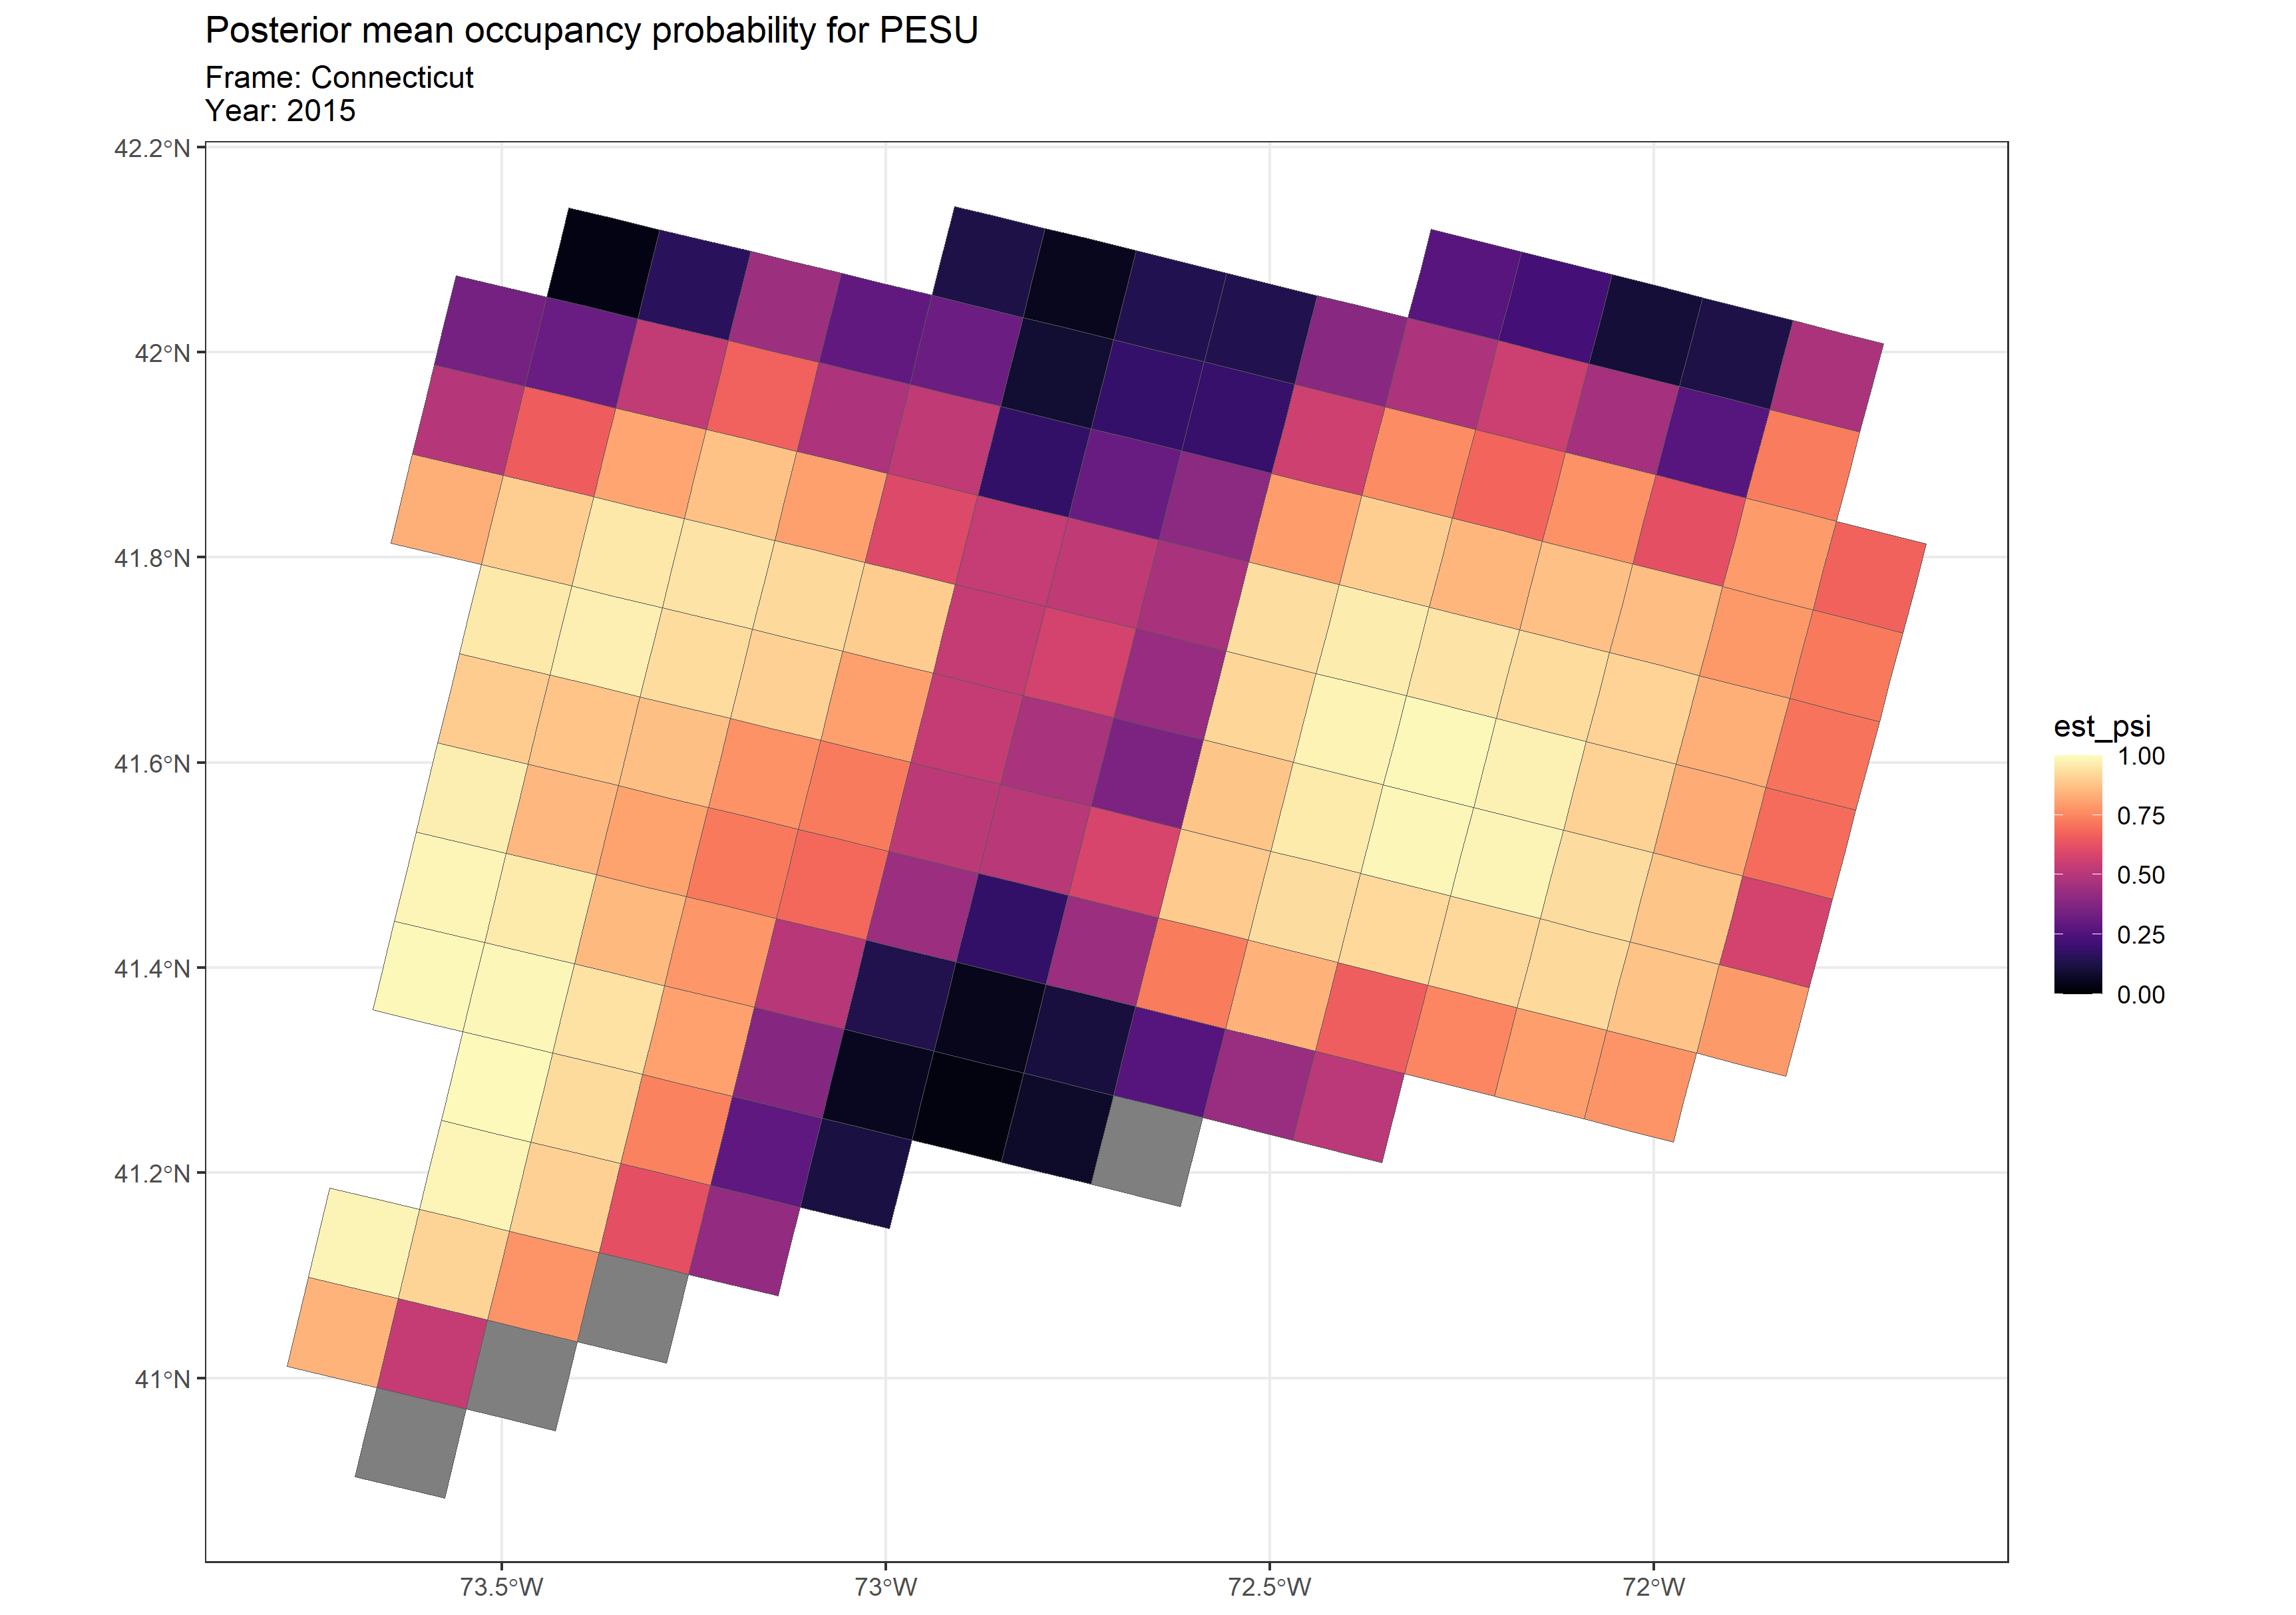 Posterior mean occupancy probability for PESU
Frame: Connecticut
Year: 2015
42.2°N
42°N
41.8°N
41.6°N
41.4°N
41.2°N
41°N
73.5°W
73°W
72.5°W
72°W
est_psi
1.00
0.75
0.50
0.25
0.00